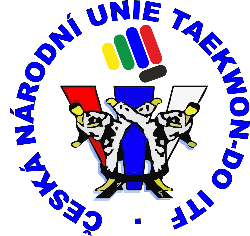 ČESKÁ NÁRODNÍ UNIE TAEKWON-DO ITF